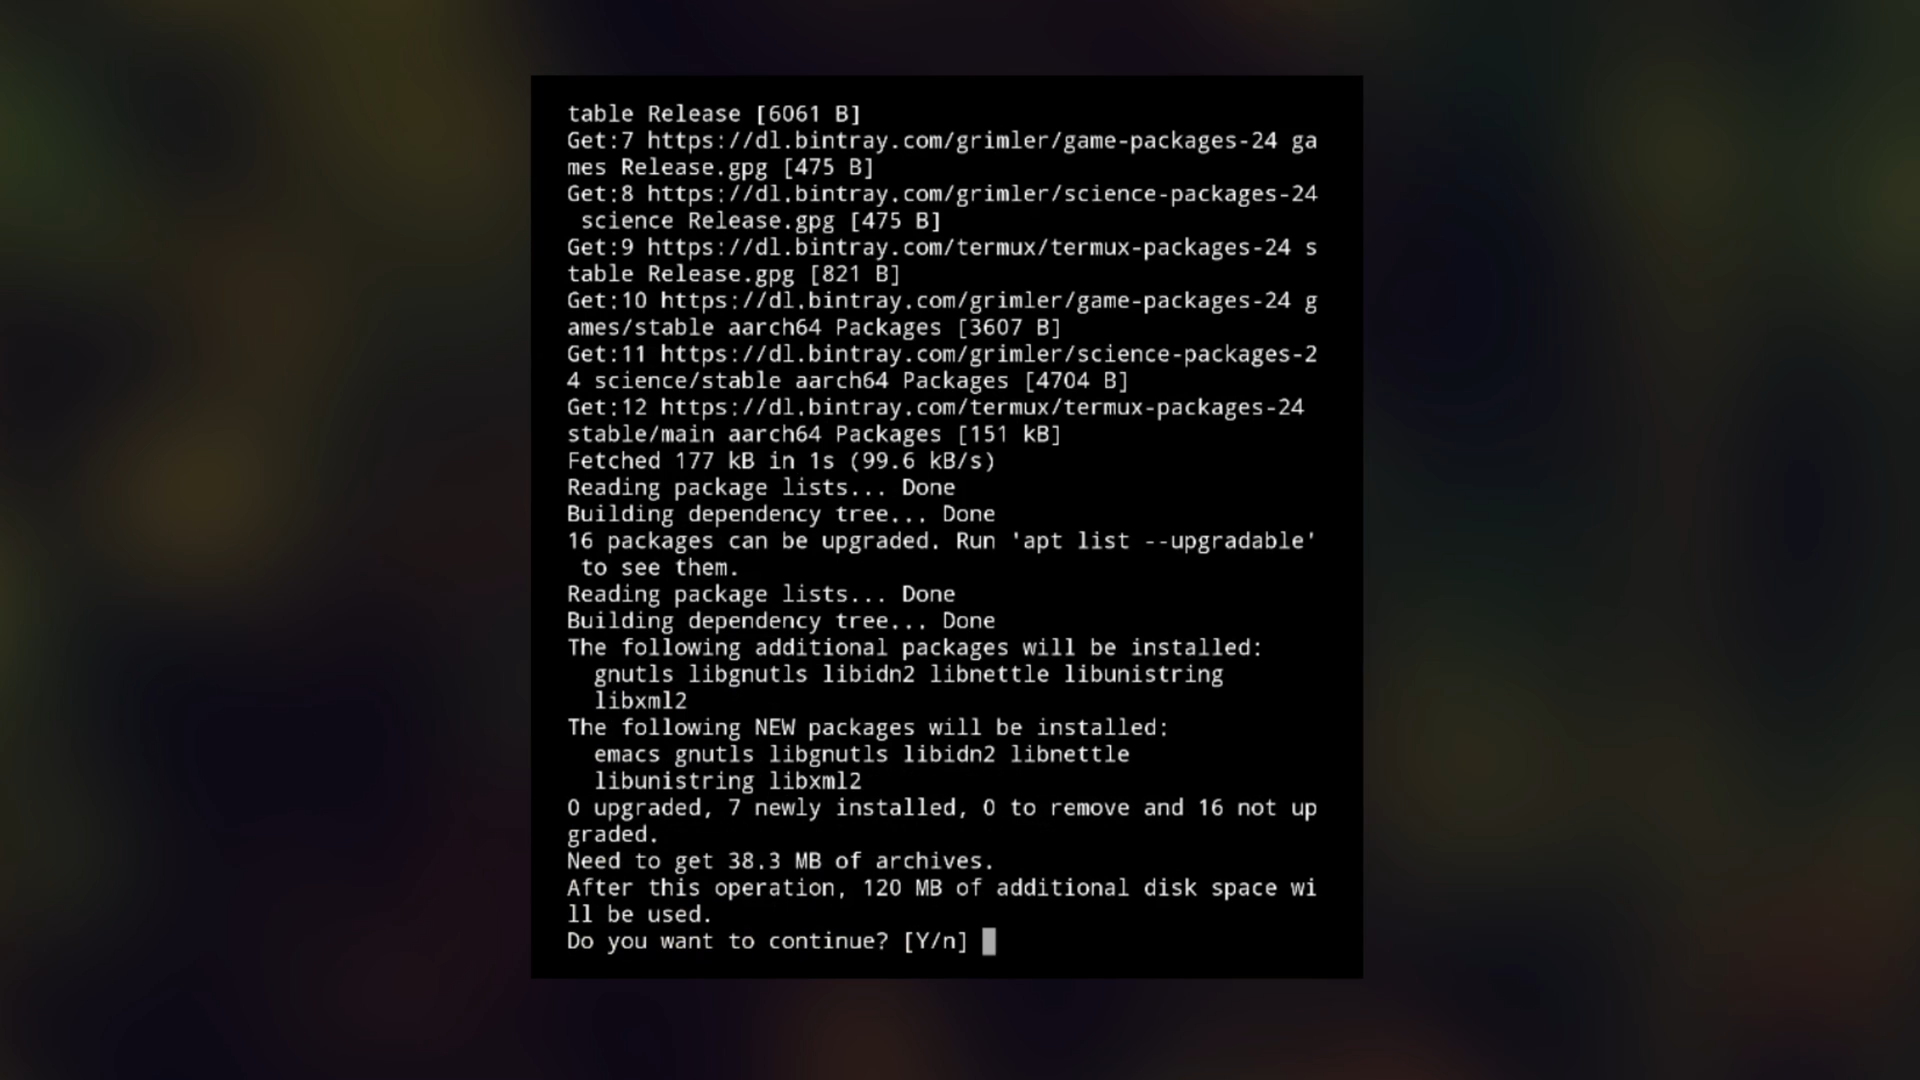 table Release [6061 B]
Get:7 https://dl.bintray.com/grimler/game-packages-24 ga
mes Release.gpg [475 B]
Get:8 https://dl.bintray.com/grimler/science-packages-24
 science Release.gpg [475 B]
Get:9 https://dl.bintray.com/termux/termux-packages-24 s
table Release.gpg [821 B]
Get:10 https://dl.bintray.com/grimler/game-packages-24 g
ames/stable aarch64 Packages [3607 B]
Get:11 https://dl.bintray.com/grimler/science-packages-2
4 science/stable aarch64 Packages [4704 B]
Get:12 https://dl.bintray.com/termux/termux-packages-24
stable/main aarch64 Packages [151 kB]
Fetched 177 kB in 1s (99.6 kB/s)
Reading package lists... Done
Building dependency tree... Done
16 packages can be upgraded. Run 'apt list --upgradable'
 to see them.
Reading package lists... Done
Building dependency tree... Done
The following additional packages will be installed:
  gnutls libgnutls libidn2 libnettle libunistring
  libxml2
The following NEW packages will be installed:
  emacs gnutls libgnutls libidn2 libnettle
  libunistring libxml2
0 upgraded, 7 newly installed, 0 to remove and 16 not up
graded.
Need to get 38.3 MB of archives.
After this operation, 120 MB of additional disk space wi
ll be used.
Do you want to continue? [Y/n]